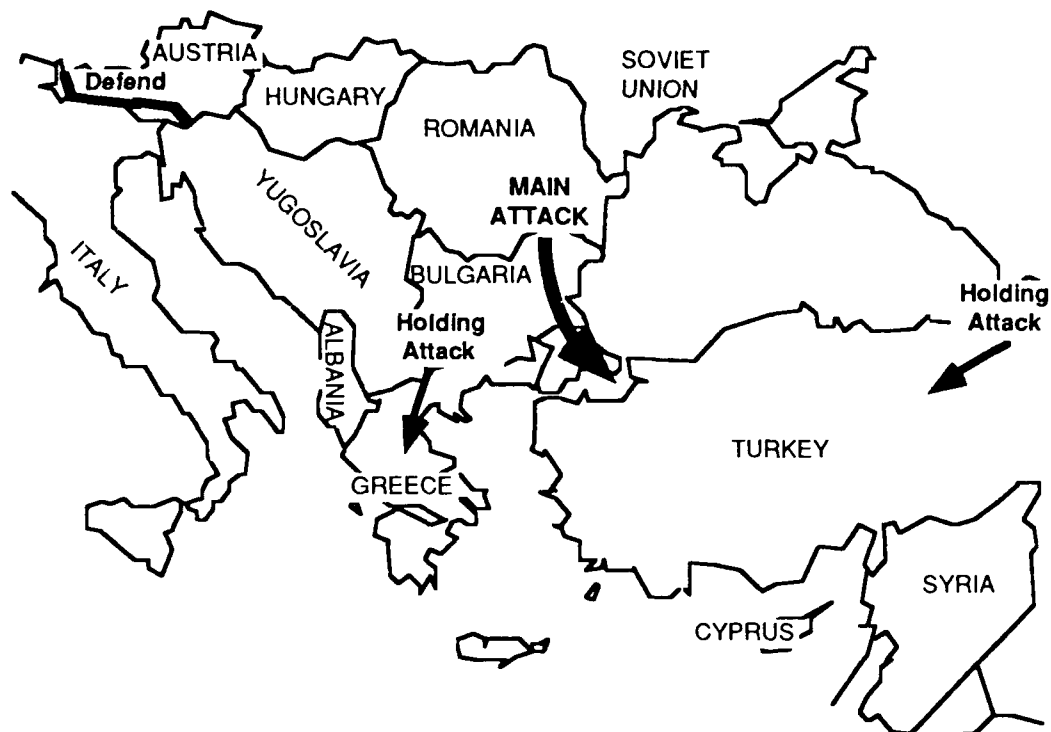 AUSTRIA
Defend
HUNGARY
SOVIET
UNION
ROMANIA
MAIN
ATTACK
YUGOSLAVIA
ITALY
BULGARIA
Holding
Attack
Holding
Attack
ALBANIA
TURKEY
GREECE
SYRIA
CYPRUS